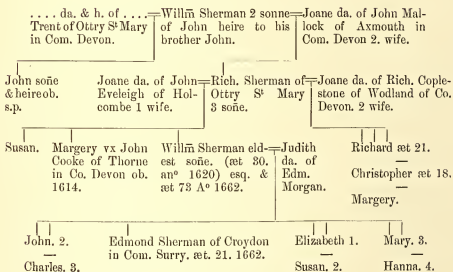 .... da. & h. of .... Trent of Ottry Sᵗ Mary in Com. Devon.
Willm̄ Sherman 2 sonne of John heire to his brother John.
Joane da. of John Mallock of Axmouth in Com. Devon 2. wife.
John soñe & heire ob. s.p.
Joane da. of John Eveleigh of Holcombe 1 wife.
Rich. Sherman of Ottry Sᵗ Mary 3 soñe.
Joane da. of Rich. Coplestone of Wodland of Co. Devon. 2 wife.
Susan.
Margery vx John Cooke of Thorne in Co. Devon ob. 1614.
Willm̄ Sherman eldest soñe. (æt 30. anº 1620) esq. & æt 73 Aº 1662.
Judith da. of Edm. Morgan.
Richard æt 21.
—
Christopher æt 18.
—
Margery.
John. 2.
—
Charles. 3.
Edmond Sherman of Croydon in Com. Surry. æt. 21. 1662.
Elizabeth 1.
—
Susan. 2.
Mary. 3.
—
Hanna. 4.